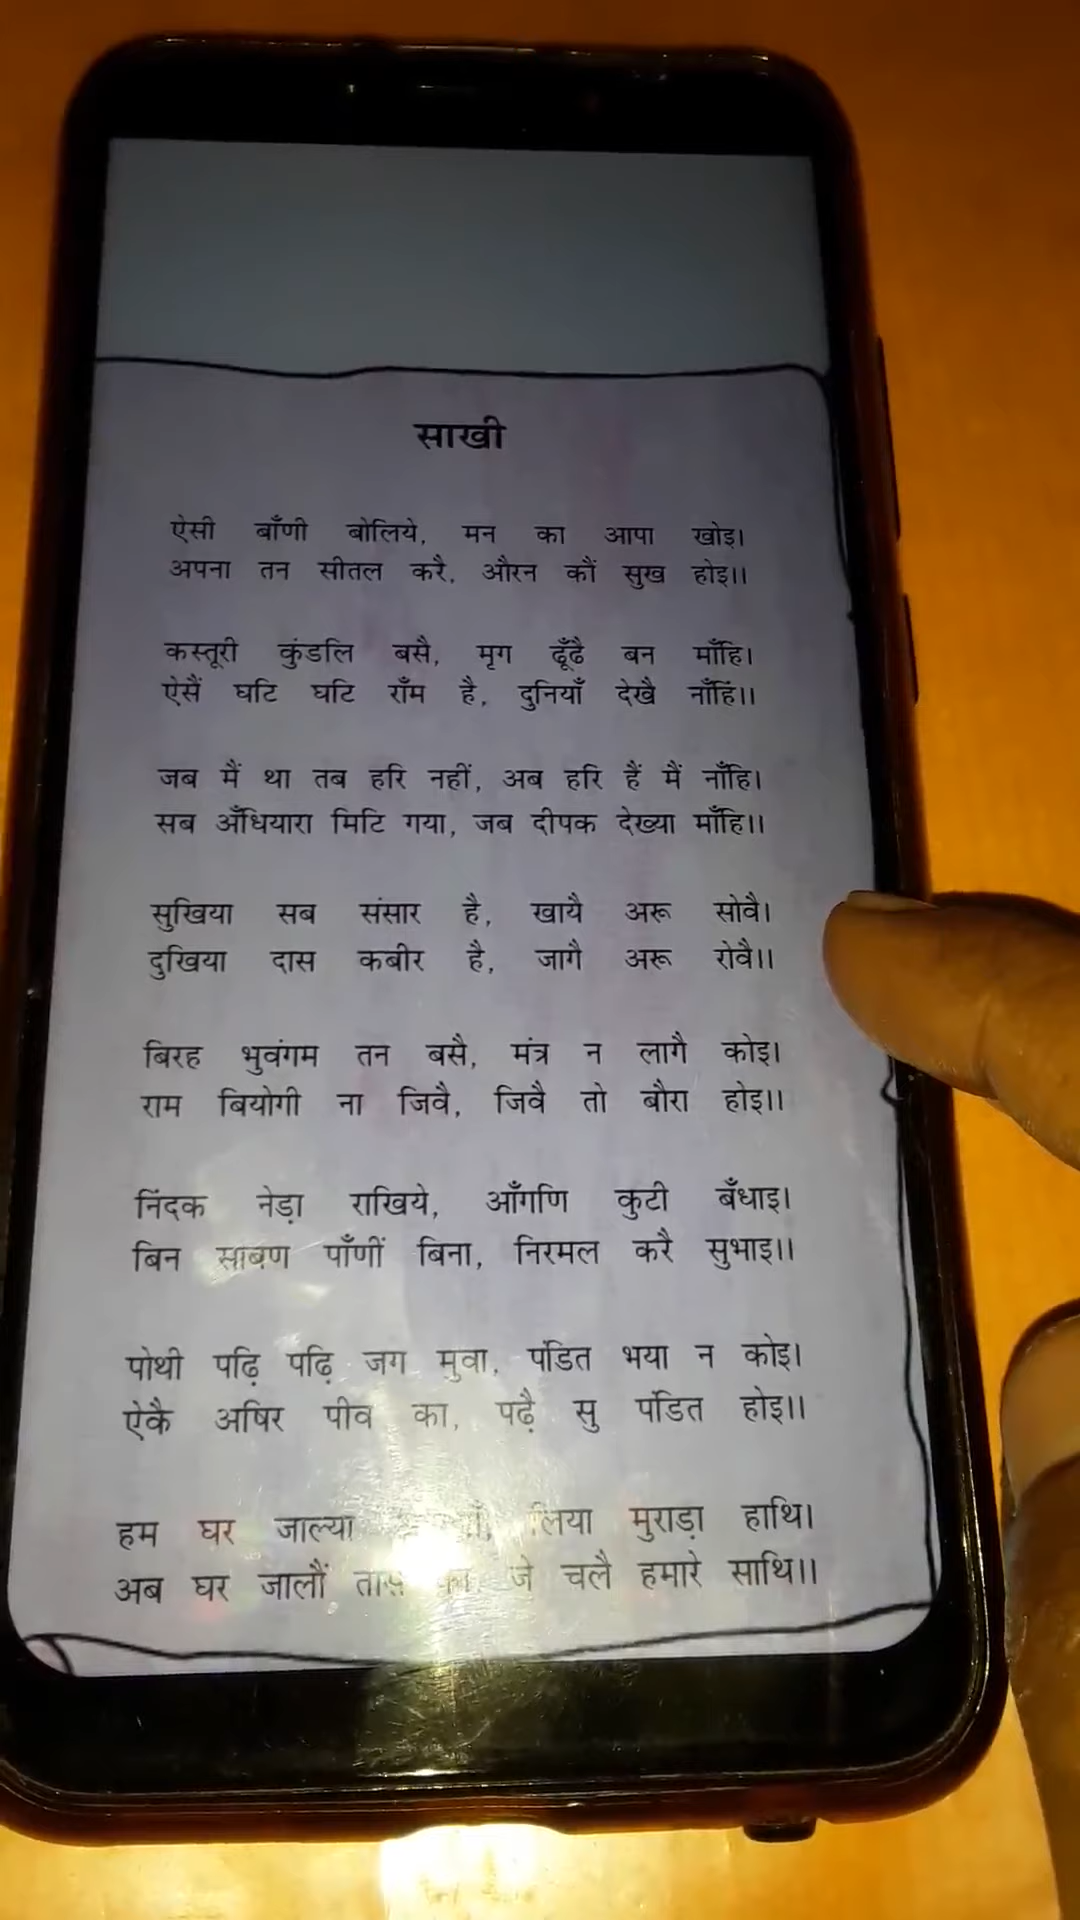 साखी
ऐसी बाँणी बोलिये, मन का आपा खोइ।
अपना तन सीतल करै, औरन कौं सुख होइ।।
कस्तूरी कुंडलि बसै, मृग ढूँढै बन माँहि।
ऐसैं घटि घटि राँम है, दुनियाँ देखै नाँहिं।।
जब मैं था तब हरि नहीं, अब हरि हैं मैं नाँहि।
सब अँधियारा मिटि गया, जब दीपक देख्या माँहि।।
सुखिया सब संसार है, खायै अरू सोवै।
दुखिया दास कबीर है, जागै अरू रोवै।।
बिरह भुवंगम तन बसै, मंत्र न लागै कोइ।
राम बियोगी ना जिवै, जिवै तो बौरा होइ।।
निंदक नेड़ा राखिये, आँगणि कुटी बँधाइ।
बिन साबण पाँणीं बिना, निरमल करै सुभाइ।।
पोथी पढ़ि पढ़ि जग मुवा, पंडित भया न कोइ।
ऐकै अषिर पीव का, पढ़ै सु पंडित होइ।।
हम घर जाल्या लिया मुराड़ा हाथि।
अब घर जालौं तास का, जे चलै हमारे साथि।।